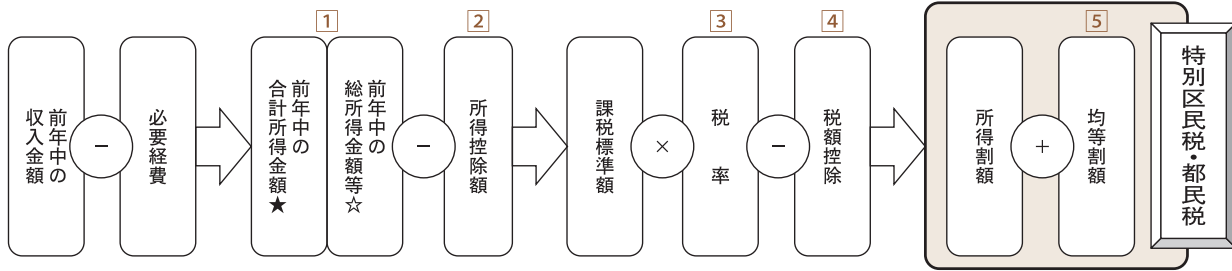 前年中の
収入金額
−
必要経費
1
前年中の
合計所得金額★
前年中の
総所得金額等☆
−
2
所得控除額
課税標準額
×
3
税率
−
4
税額控除
所得割額
+
5
均等割額
特別区民税・都民税